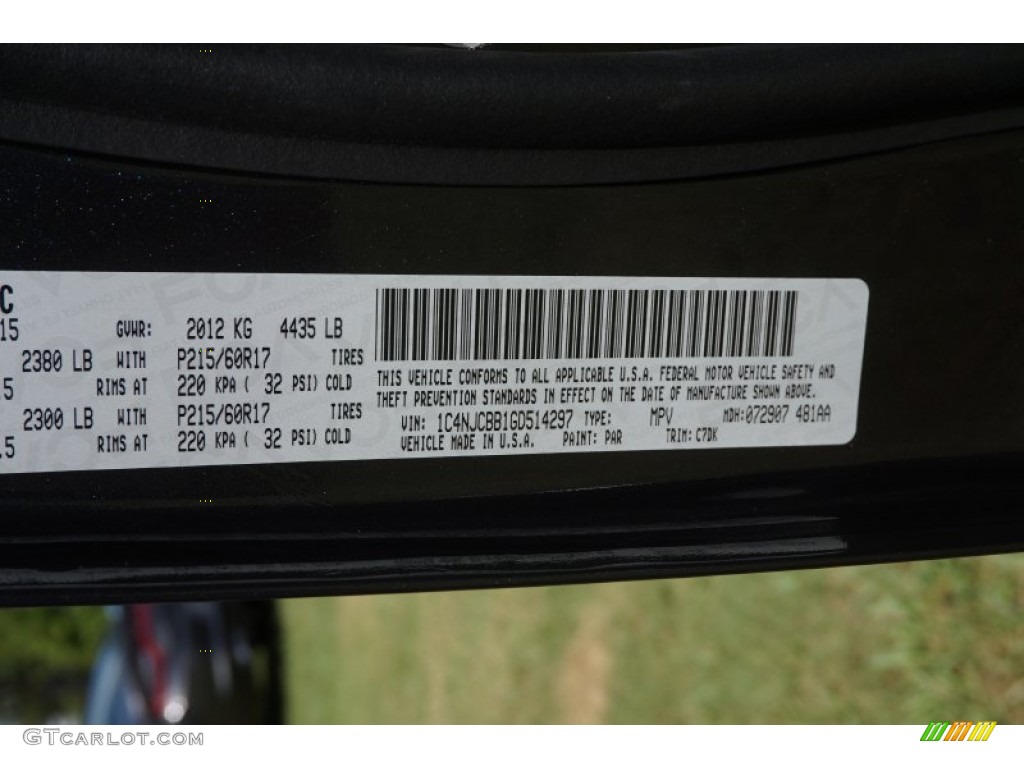 C
15 GVWR: 2012 KG 4435 LB
2380 LB WITH P215/60R17 TIRES
.5 RIMS AT 220 KPA ( 32 PSI) COLD
2300 LB WITH P215/60R17 TIRES
.5 RIMS AT 220 KPA ( 32 PSI) COLD
THIS VEHICLE CONFORMS TO ALL APPLICABLE U.S.A. FEDERAL MOTOR VEHICLE SAFETY AND
THEFT PREVENTION STANDARDS IN EFFECT ON THE DATE OF MANUFACTURE SHOWN ABOVE.
VIN: 1C4NJCBB1GD514297 TYPE: MPV MDH:072907 481AA
VEHICLE MADE IN U.S.A. PAINT: PAR TRIM: C7DK
GTCarLot.com